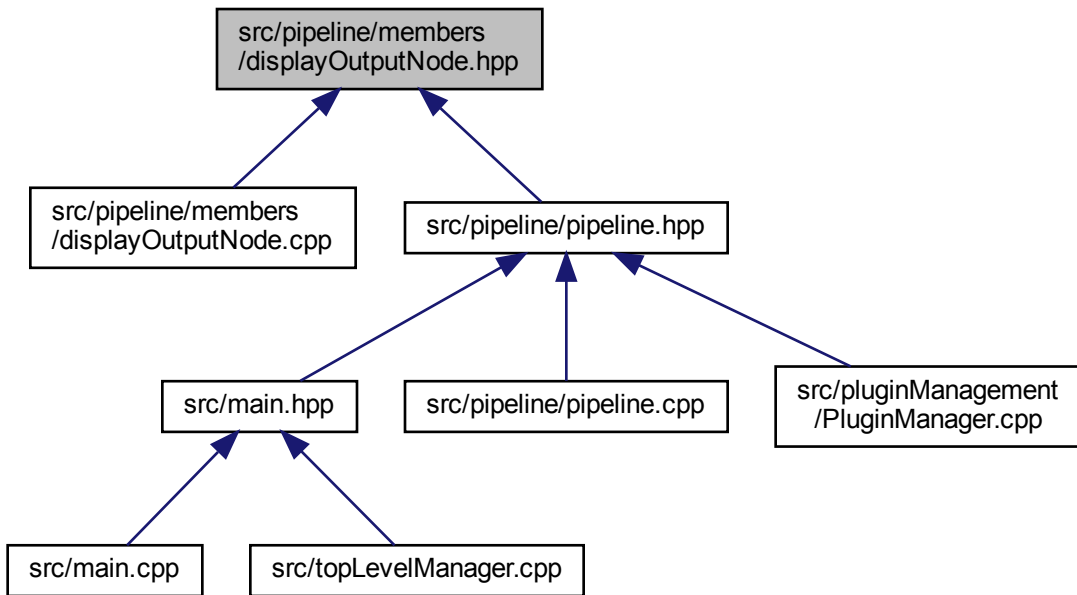 src/pipeline/members
/displayOutputNode.hpp
src/pipeline/members
/displayOutputNode.cpp
src/pipeline/pipeline.hpp
src/main.hpp
src/pipeline/pipeline.cpp
src/pluginManagement
/PluginManager.cpp
src/main.cpp
src/topLevelManager.cpp